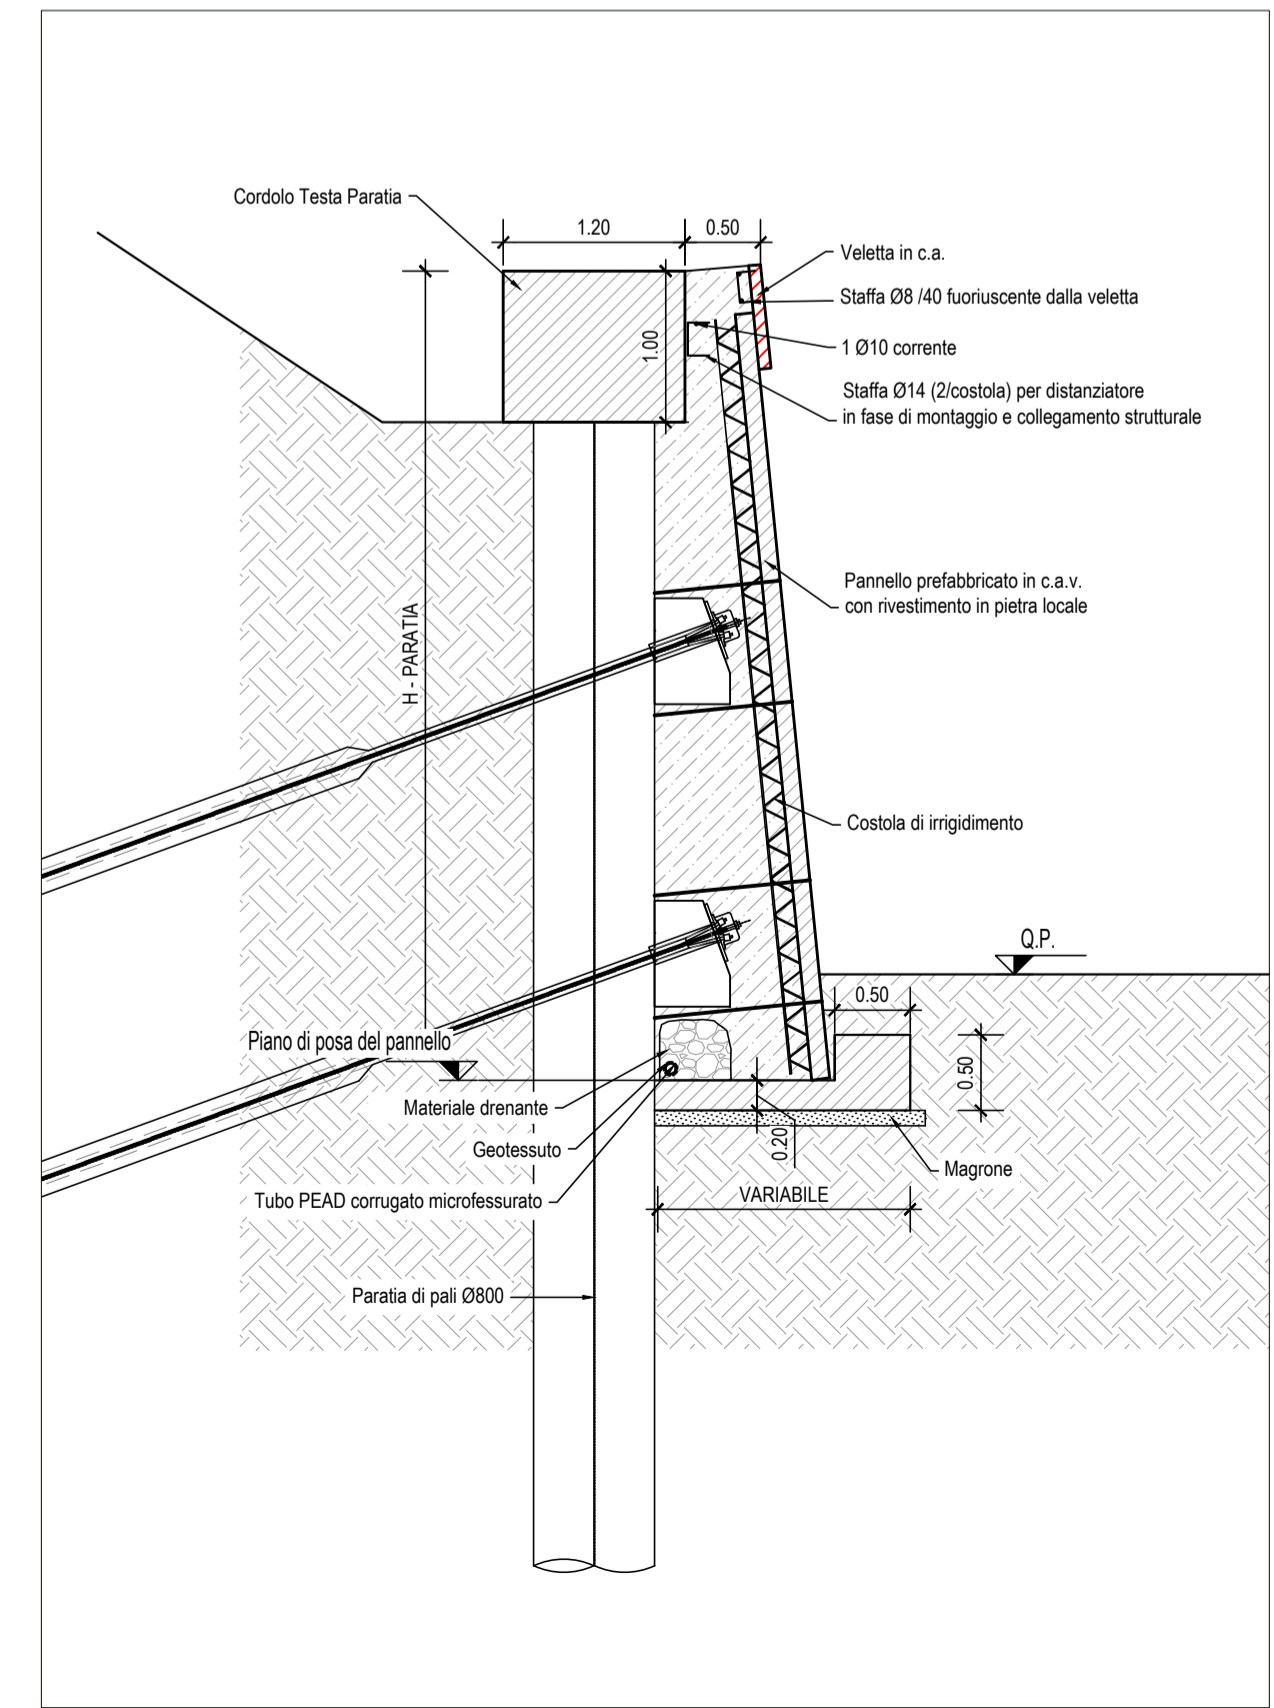 Cordolo Testa Paratia
1.20
0.50
Veletta in c.a.
Staffa Ø8 /40 fuoriuscente dalla veletta
1.00
1 Ø10 corrente
Staffa Ø14 (2/costola) per distanziatore
in fase di montaggio e collegamento strutturale
Pannello prefabbricato in c.a.v.
con rivestimento in pietra locale
H - PARATIA
Costola di irrigidimento
Q.P.
0.50
Piano di posa del pannello
0.50
Materiale drenante
0.20
Geotessuto
Magrone
Tubo PEAD corrugato microfessurato
VARIABILE
Paratia di pali Ø800